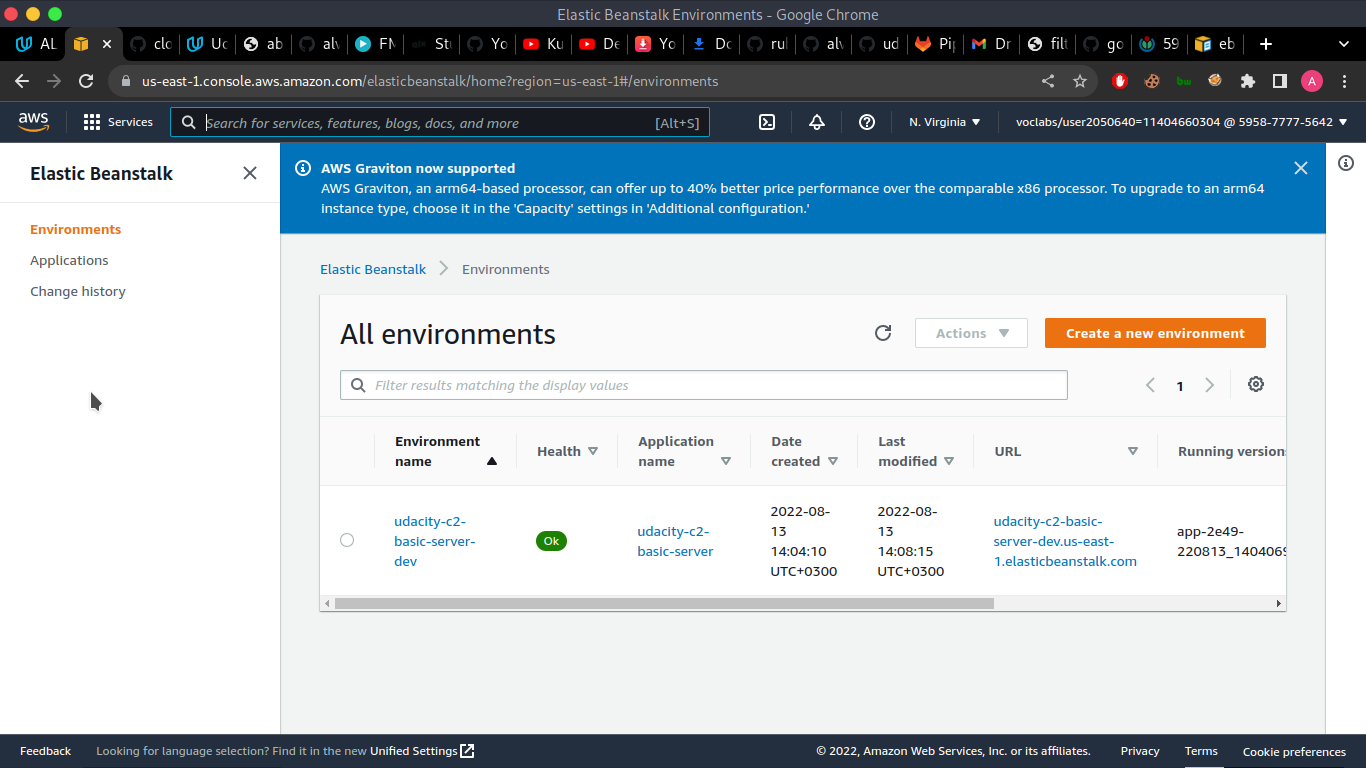 Elastic Beanstalk Environments - Google Chrome
AL
clo
Uc
ab
alv
FM
Stu
Yo
Ku
De
Yo
Do
rul
alv
ud
Pip
Dr
filt
go
59
eb
us-east-1.console.aws.amazon.com/elasticbeanstalk/home?region=us-east-1#/environments
A
aws
Services
Search for services, features, blogs, docs, and more
[Alt+S]
N. Virginia
voclabs/user2050640=11404660304 @ 5958-7777-5642
Elastic Beanstalk
Environments
Applications
Change history
AWS Graviton now supported
AWS Graviton, an arm64-based processor, can offer up to 40% better price performance over the comparable x86 processor. To upgrade to an arm64
instance type, choose it in the 'Capacity' settings in 'Additional configuration.'
Elastic Beanstalk
Environments
All environments
Actions
Create a new environment
Filter results matching the display values
1
Environment
name
Health
Application
name
Date
created
Last
modified
URL
Running version
udacity-c2-
basic-server-
dev
Ok
udacity-c2-
basic-server
2022-08-
13
14:04:10
UTC+0300
2022-08-
13
14:08:15
UTC+0300
udacity-c2-basic-
server-dev.us-east-
1.elasticbeanstalk.com
app-2e49-
220813_1404069
Feedback
Looking for language selection? Find it in the new Unified Settings
© 2022, Amazon Web Services, Inc. or its affiliates.
Privacy
Terms
Cookie preferences